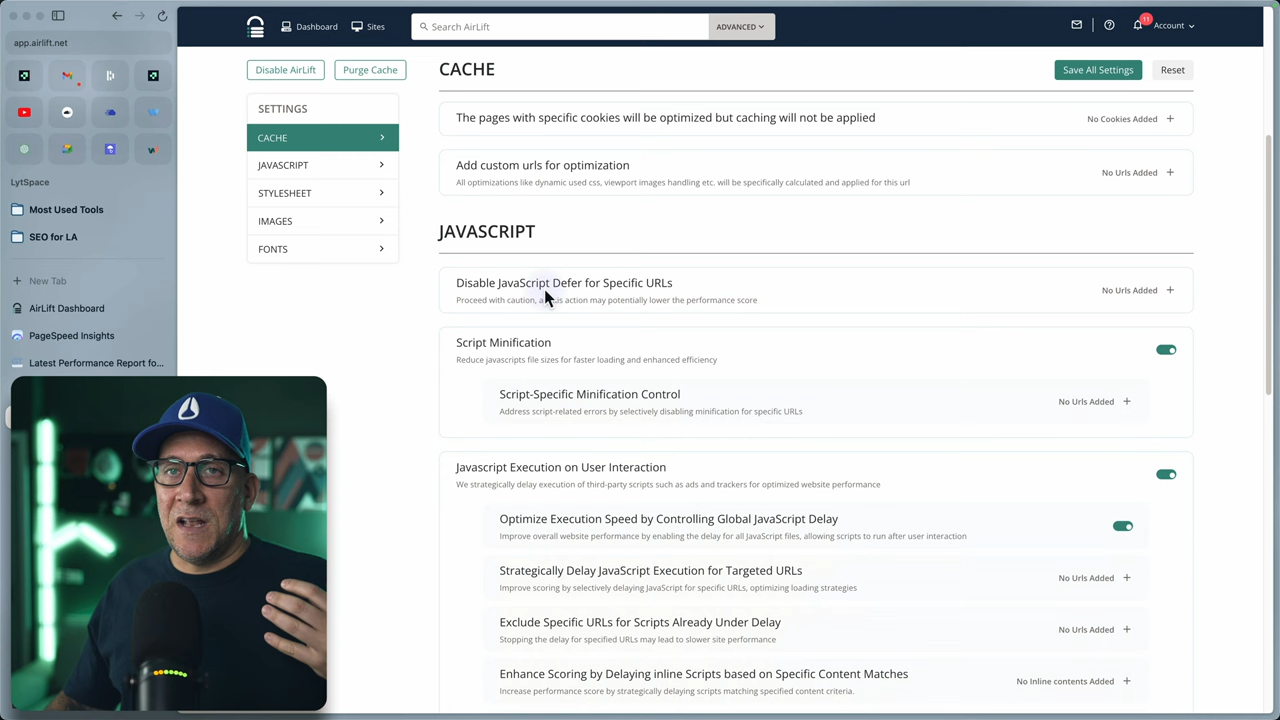 app.airlift.net
Dashboard
Sites
Search AirLift
ADVANCED
11
Account
Disable AirLift
Purge Cache
CACHE
Save All Settings
Reset
SETTINGS
CACHE
JAVASCRIPT
STYLESHEET
IMAGES
FONTS
LytSpace
Most Used Tools
SEO for LA
New Tab
AirLift Dashboard
PageSpeed Insights
Latest Performance Report fo...
The pages with specific cookies will be optimized but caching will not be applied
No Cookies Added
Add custom urls for optimization
All optimizations like dynamic used css, viewport images handling etc. will be specifically calculated and applied for this url
No Urls Added
JAVASCRIPT
Disable JavaScript Defer for Specific URLs
Proceed with caution, as action may potentially lower the performance score
No Urls Added
Script Minification
Reduce javascripts file sizes for faster loading and enhanced efficiency
Script-Specific Minification Control
Address script-related errors by selectively disabling minification for specific URLs
No Urls Added
Javascript Execution on User Interaction
We strategically delay execution of third-party scripts such as ads and trackers for optimized website performance
Optimize Execution Speed by Controlling Global JavaScript Delay
Improve overall website performance by enabling the delay for all JavaScript files, allowing scripts to run after user interaction
Strategically Delay JavaScript Execution for Targeted URLs
Improve scoring by selectively delaying JavaScript for specific URLs, optimizing loading strategies
No Urls Added
Exclude Specific URLs for Scripts Already Under Delay
Stopping the delay for specified URLs may lead to slower site performance
No Urls Added
Enhance Scoring by Delaying inline Scripts based on Specific Content Matches
Increase performance score by strategically delaying scripts matching specified content criteria.
No Inline contents Added